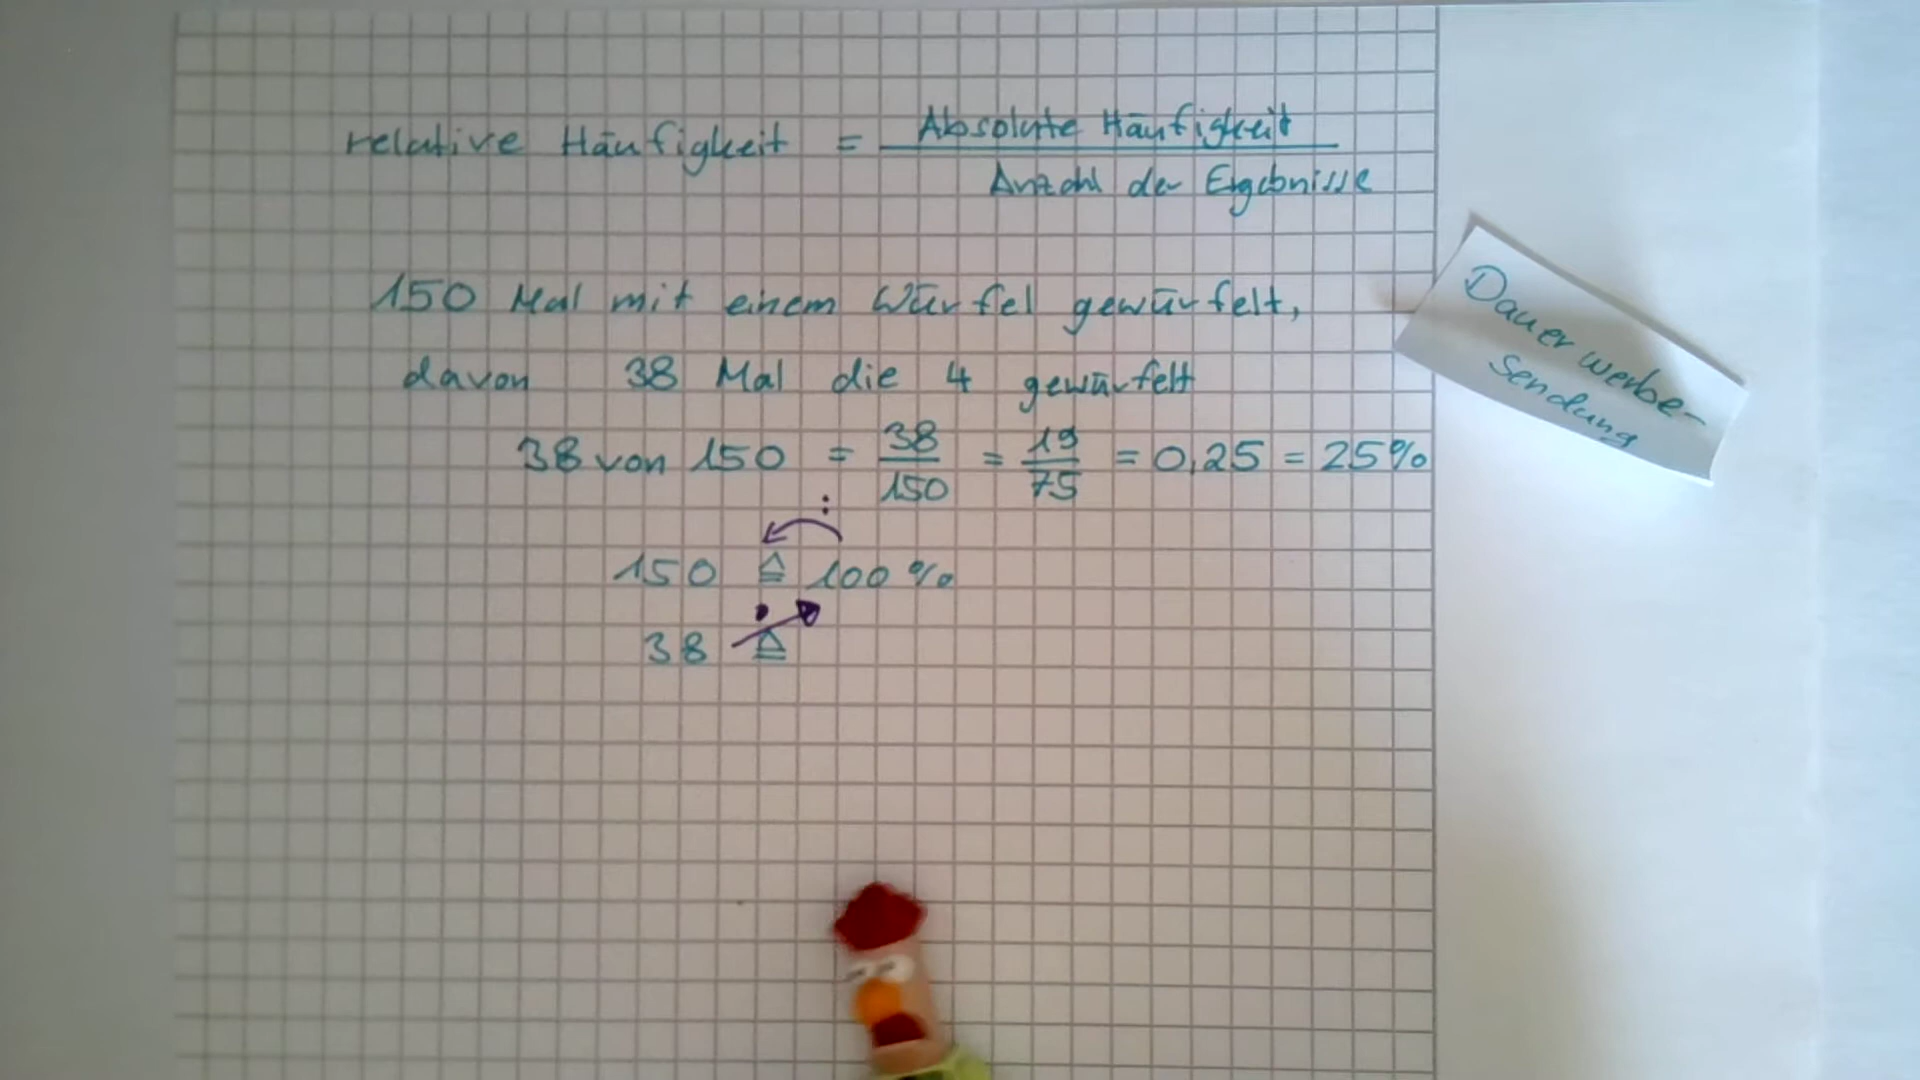 relative Häufigkeit = Absolute Häufigkeit / Anzahl der Ergebnisse
150 Mal mit einem Würfel gewürfelt,
davon 38 Mal die 4 gewürfelt
38 von 150 = 38/150 = 19/75 = 0,25 = 25%
:
150 ≙ 100%
·
38 ≙
Dauerwerbe-
sendung